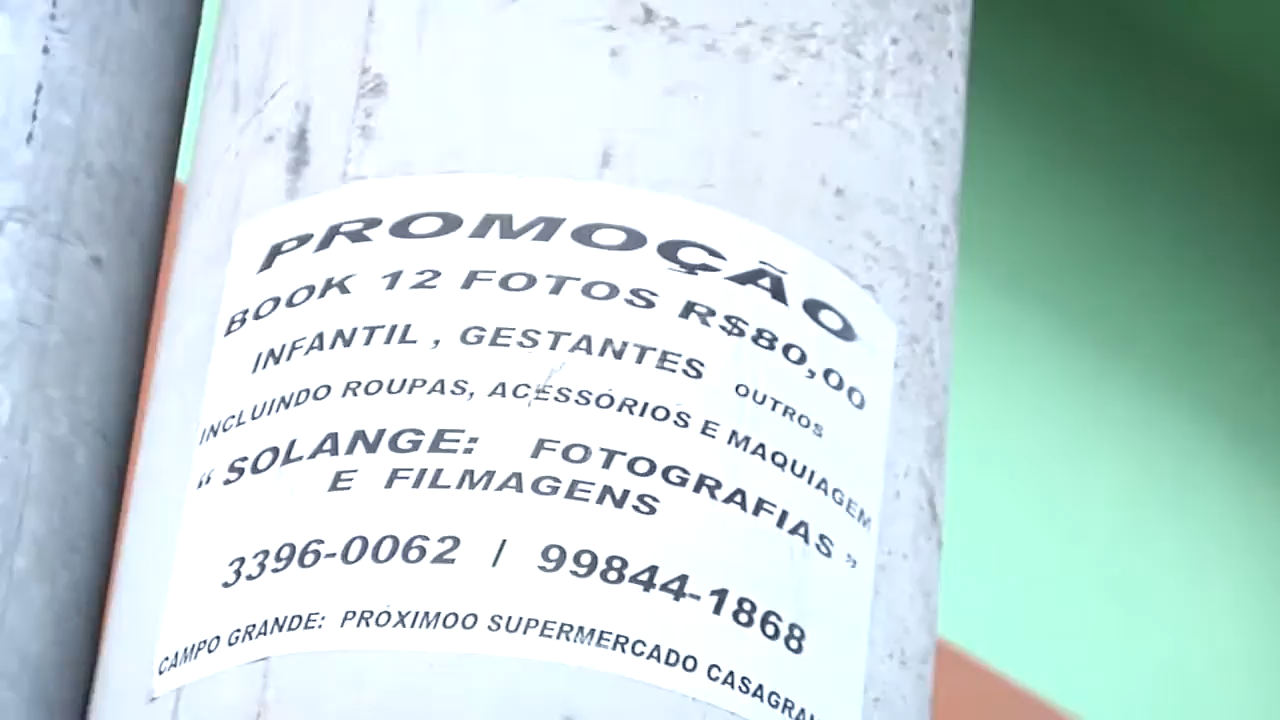 PROMOÇÃO
BOOK 12 FOTOS R$80,00
INFANTIL , GESTANTES OUTROS
INCLUINDO ROUPAS, ACESSÓRIOS E MAQUIAGEM
“ SOLANGE: FOTOGRAFIAS ”
E FILMAGENS
3396-0062 / 99844-1868
CAMPO GRANDE: PRÓXIMOO SUPERMERCADO